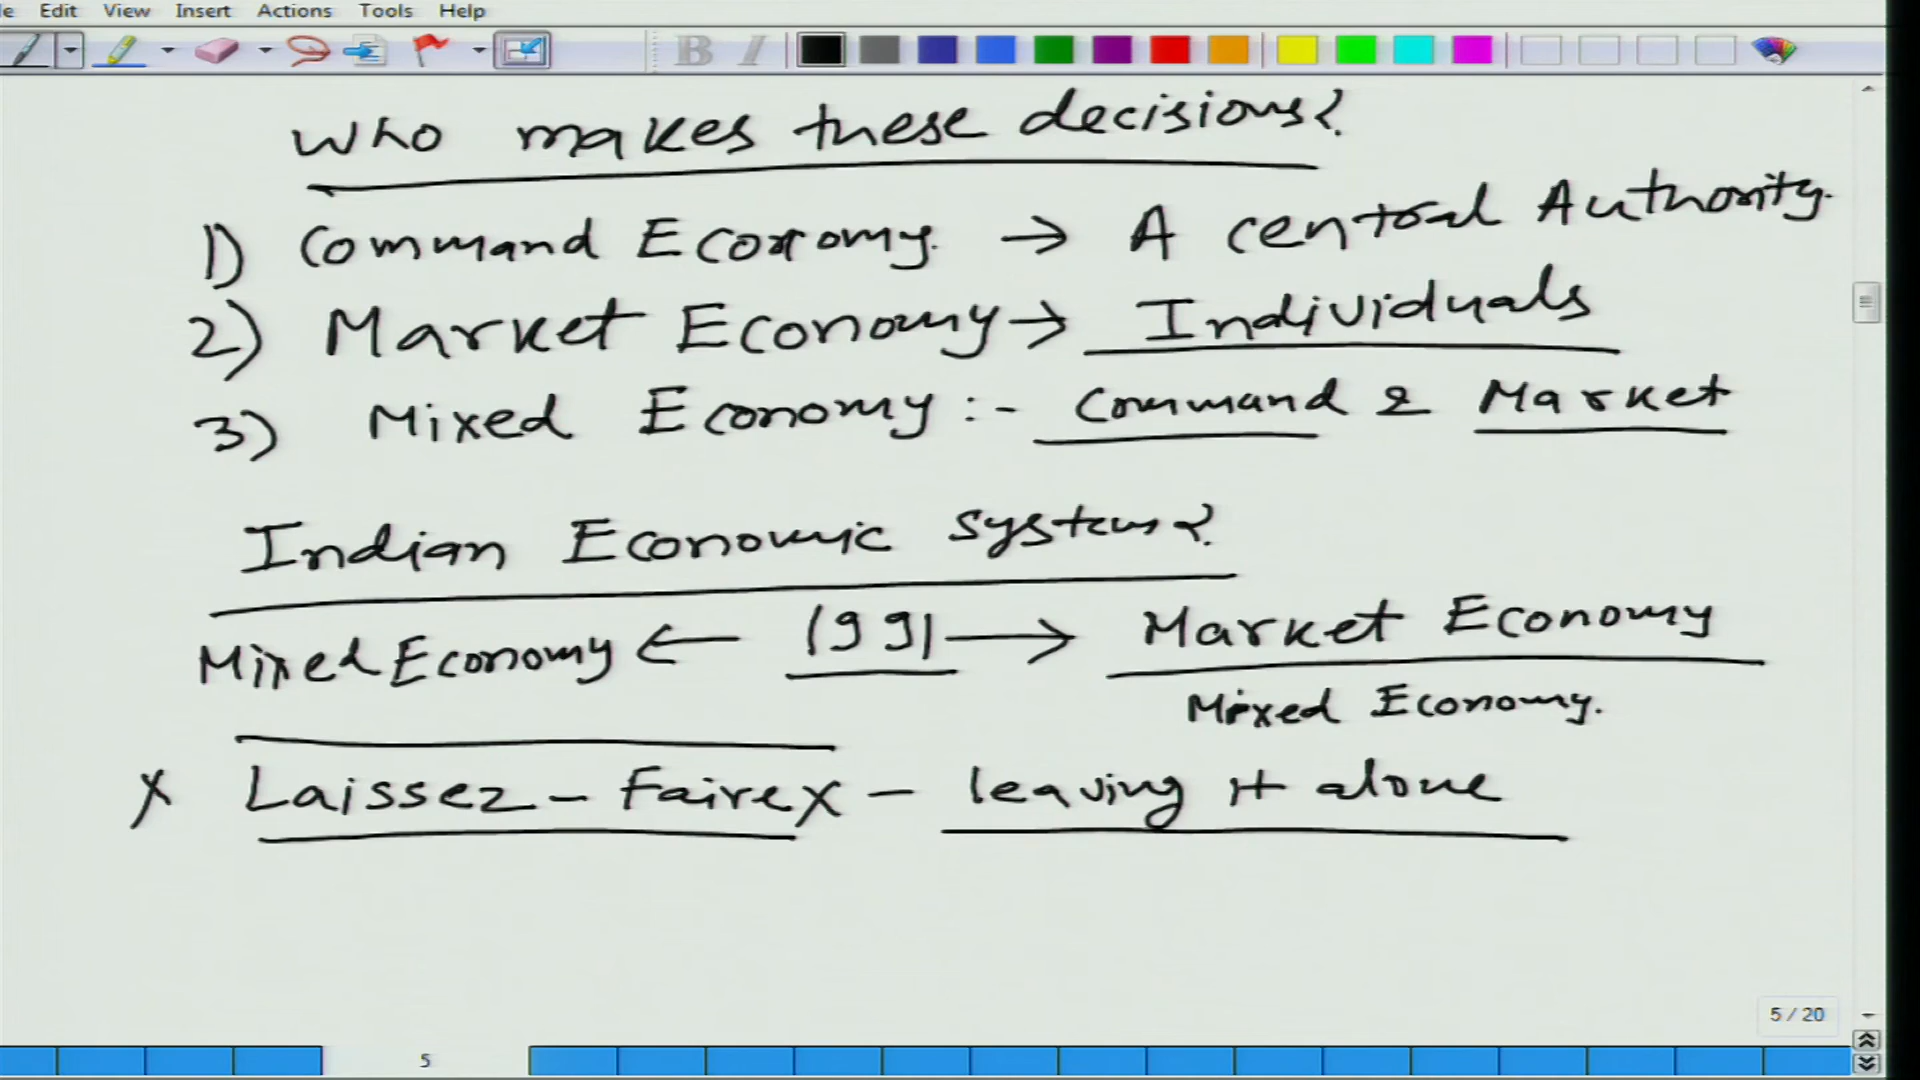 Edit View Insert Actions Tools Help
B I
Who makes these decisions?
1) Command Economy. → A central Authority.
2) Market Economy → Individuals
3) Mixed Economy :- Command & Market
Indian Economic system?
Mixed Economy ← 1991 → Market Economy
Mixed Economy.
X Laissez - Faire X - leaving it alone
5 / 20
5